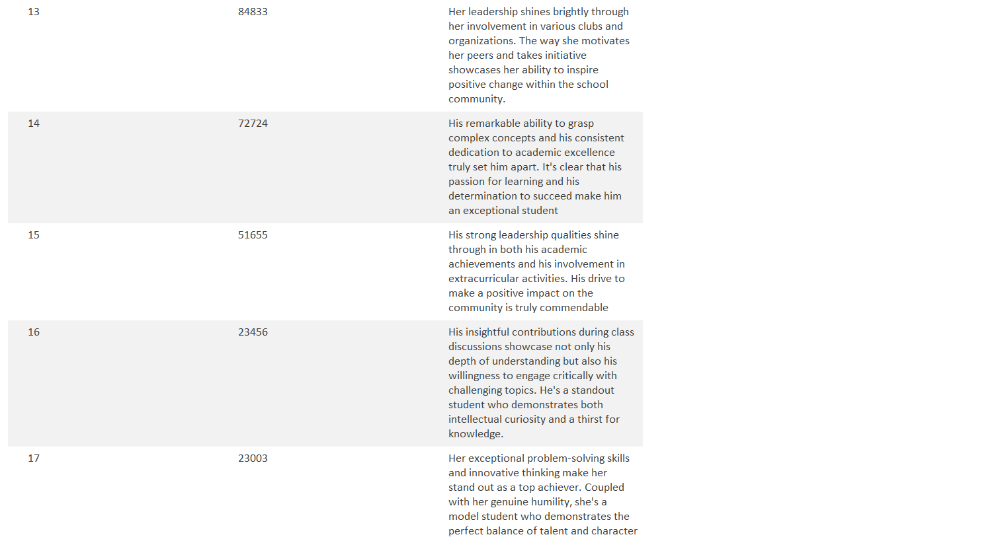 13 84833 Her leadership shines brightly through
her involvement in various clubs and
organizations. The way she motivates
her peers and takes initiative
showcases her ability to inspire
positive change within the school
community.
14 72724 His remarkable ability to grasp
complex concepts and his consistent
dedication to academic excellence
truly set him apart. It's clear that his
passion for learning and his
determination to succeed make him
an exceptional student
15 51655 His strong leadership qualities shine
through in both his academic
achievements and his involvement in
extracurricular activities. His drive to
make a positive impact on the
community is truly commendable
16 23456 His insightful contributions during class
discussions showcase not only his
depth of understanding but also his
willingness to engage critically with
challenging topics. He's a standout
student who demonstrates both
intellectual curiosity and a thirst for
knowledge.
17 23003 Her exceptional problem-solving skills
and innovative thinking make her
stand out as a top achiever. Coupled
with her genuine humility, she's a
model student who demonstrates the
perfect balance of talent and character